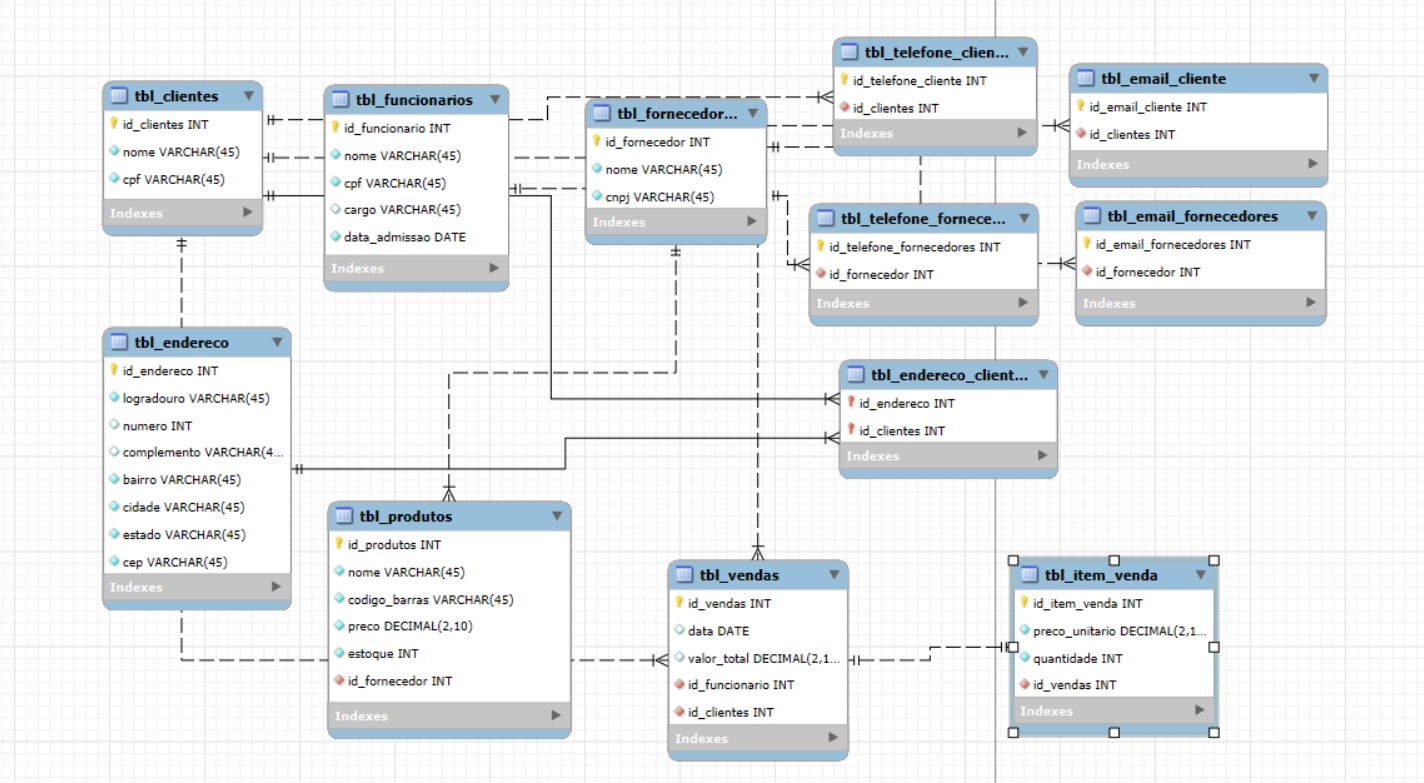 tbl_clientes
id_clientes INT
nome VARCHAR(45)
cpf VARCHAR(45)
Indexes
tbl_funcionarios
id_funcionario INT
nome VARCHAR(45)
cpf VARCHAR(45)
cargo VARCHAR(45)
data_admissao DATE
Indexes
tbl_fornecedor...
id_fornecedor INT
nome VARCHAR(45)
cnpj VARCHAR(45)
Indexes
tbl_telefone_clien...
id_telefone_cliente INT
id_clientes INT
Indexes
tbl_email_cliente
id_email_cliente INT
id_clientes INT
Indexes
tbl_telefone_fornece...
id_telefone_fornecedores INT
id_fornecedor INT
Indexes
tbl_email_fornecedores
id_email_fornecedores INT
id_fornecedor INT
Indexes
tbl_endereco
id_endereco INT
logradouro VARCHAR(45)
numero INT
complemento VARCHAR(4...
bairro VARCHAR(45)
cidade VARCHAR(45)
estado VARCHAR(45)
cep VARCHAR(45)
Indexes
tbl_endereco_client...
id_endereco INT
id_clientes INT
Indexes
tbl_produtos
id_produtos INT
nome VARCHAR(45)
codigo_barras VARCHAR(45)
preco DECIMAL(2,10)
estoque INT
id_fornecedor INT
Indexes
tbl_vendas
id_vendas INT
data DATE
valor_total DECIMAL(2,1...
id_funcionario INT
id_clientes INT
Indexes
tbl_item_venda
id_item_venda INT
preco_unitario DECIMAL(2,1...
quantidade INT
id_vendas INT
Indexes